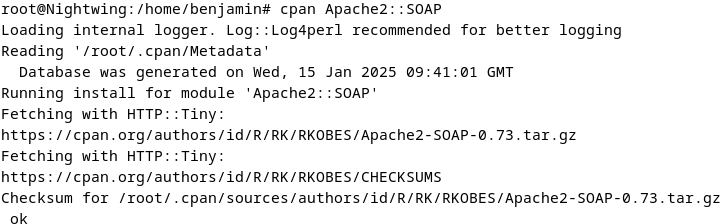 root@Nightwing:/home/benjamin# cpan Apache2::SOAP
Loading internal logger. Log::Log4perl recommended for better logging
Reading '/root/.cpan/Metadata'
  Database was generated on Wed, 15 Jan 2025 09:41:01 GMT
Running install for module 'Apache2::SOAP'
Fetching with HTTP::Tiny:
https://cpan.org/authors/id/R/RK/RKOBES/Apache2-SOAP-0.73.tar.gz
Fetching with HTTP::Tiny:
https://cpan.org/authors/id/R/RK/RKOBES/CHECKSUMS
Checksum for /root/.cpan/sources/authors/id/R/RK/RKOBES/Apache2-SOAP-0.73.tar.gz
 ok